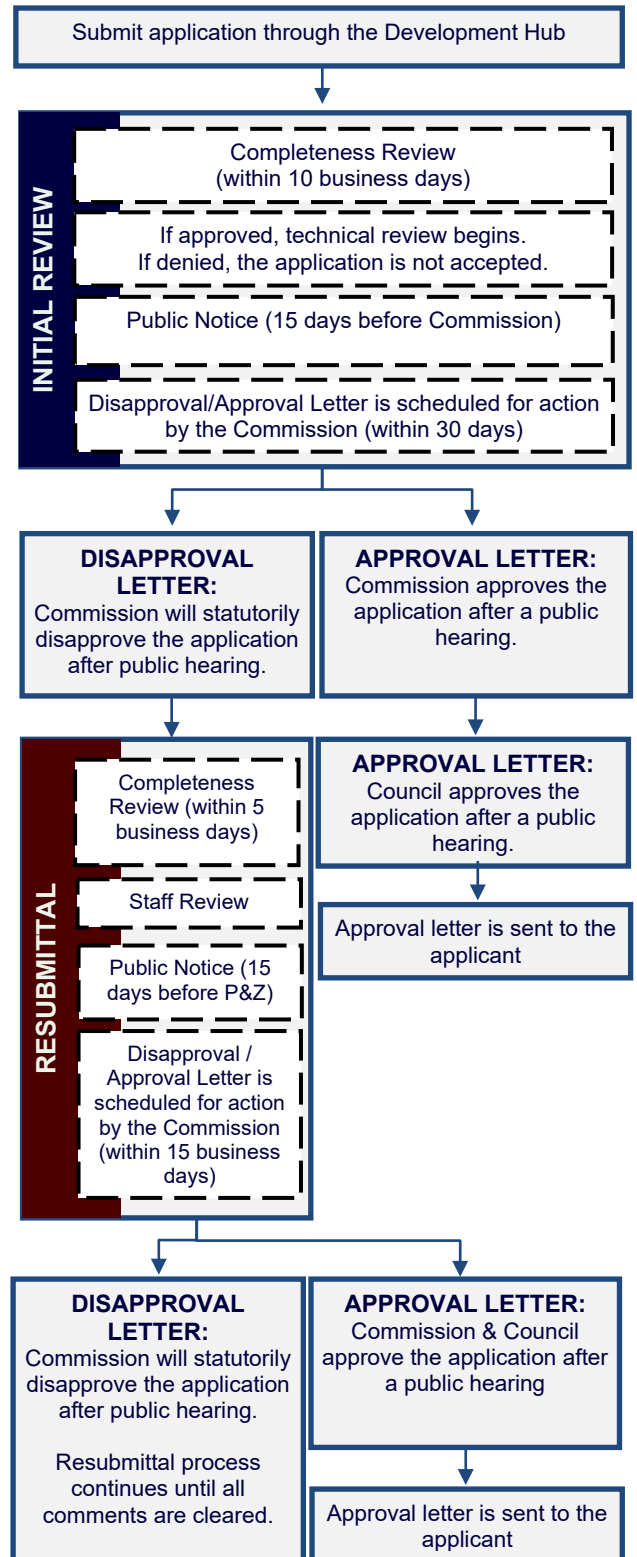 Submit application through the Development Hub
INITIAL REVIEW
Completeness Review
(within 10 business days)
If approved, technical review begins.
If denied, the application is not accepted.
Public Notice (15 days before Commission)
Disapproval/Approval Letter is scheduled for action
by the Commission (within 30 days)
DISAPPROVAL
LETTER:
Commission will statutorily
disapprove the application
after public hearing.
APPROVAL LETTER:
Commission approves the
application after a public
hearing.
RESUBMITTAL
Completeness
Review (within 5
business days)
Staff Review
Public Notice (15
days before P&Z)
Disapproval /
Approval Letter is
scheduled for action
by the Commission
(within 15 business
days)
APPROVAL LETTER:
Council approves the
application after a public
hearing.
Approval letter is sent to the
applicant
DISAPPROVAL
LETTER:
Commission will statutorily
disapprove the application
after public hearing.
Resubmittal process
continues until all
comments are cleared.
APPROVAL LETTER:
Commission & Council
approve the application after
a public hearing
Approval letter is sent to the
applicant